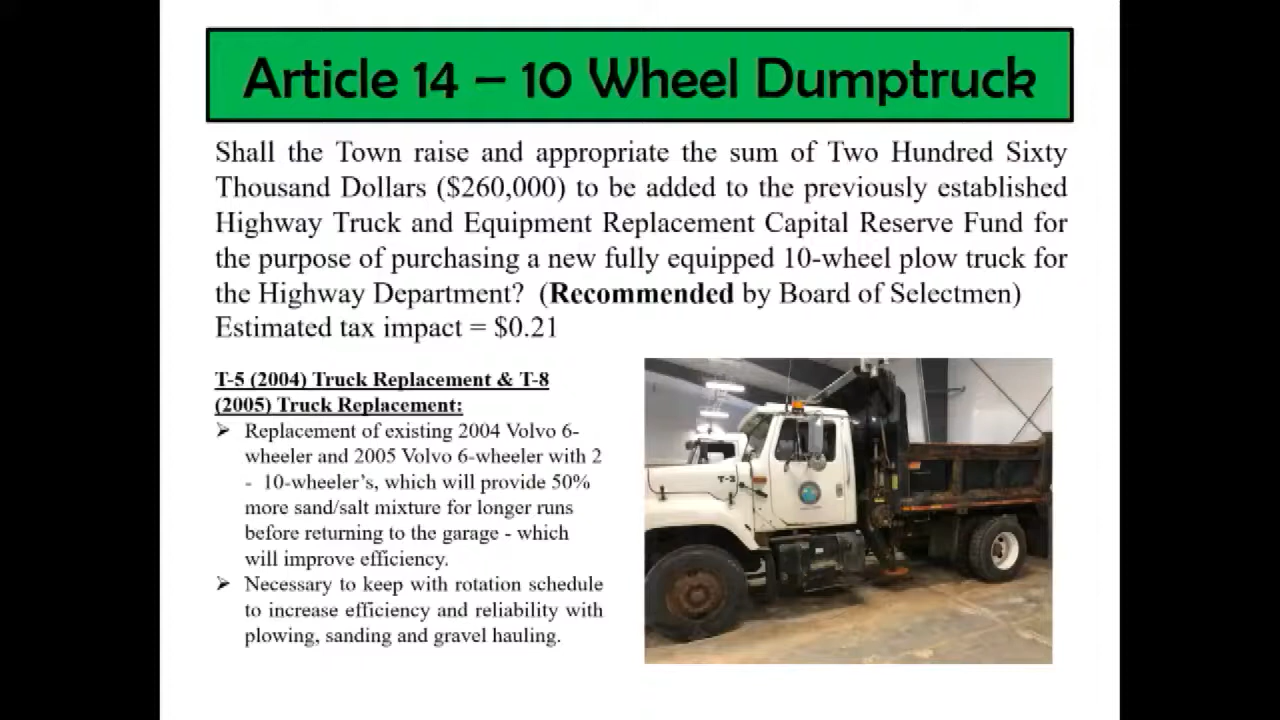 Article 14 – 10 Wheel Dumptruck
Shall the Town raise and appropriate the sum of Two Hundred Sixty
Thousand Dollars ($260,000) to be added to the previously established
Highway Truck and Equipment Replacement Capital Reserve Fund for
the purpose of purchasing a new fully equipped 10-wheel plow truck for
the Highway Department? (Recommended by Board of Selectmen)
Estimated tax impact = $0.21
T-5 (2004) Truck Replacement & T-8
(2005) Truck Replacement:
➢ Replacement of existing 2004 Volvo 6-
wheeler and 2005 Volvo 6-wheeler with 2
- 10-wheeler's, which will provide 50%
more sand/salt mixture for longer runs
before returning to the garage - which
will improve efficiency.
➢ Necessary to keep with rotation schedule
to increase efficiency and reliability with
plowing, sanding and gravel hauling.